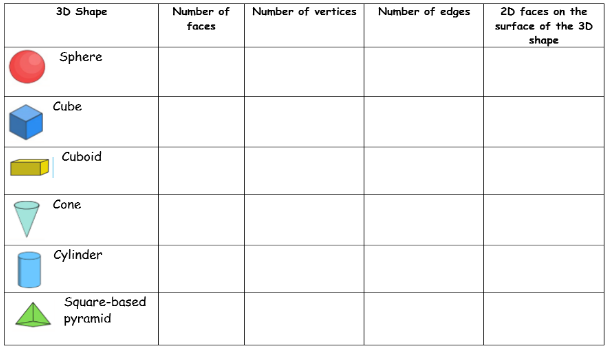 3D Shape
Number of faces
Number of vertices
Number of edges
2D faces on the surface of the 3D shape
Sphere
Cube
Cuboid
Cone
Cylinder
Square-based
pyramid